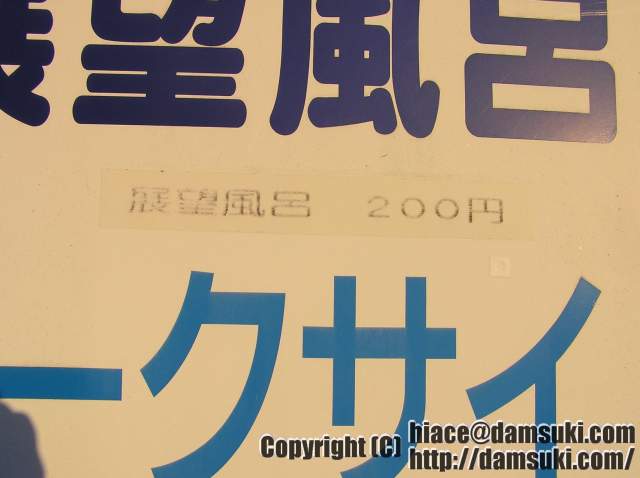 展望風呂
展望風呂 200円
ークサイ
Copyright (C) hiace@damsuki.com
http://damsuki.com/